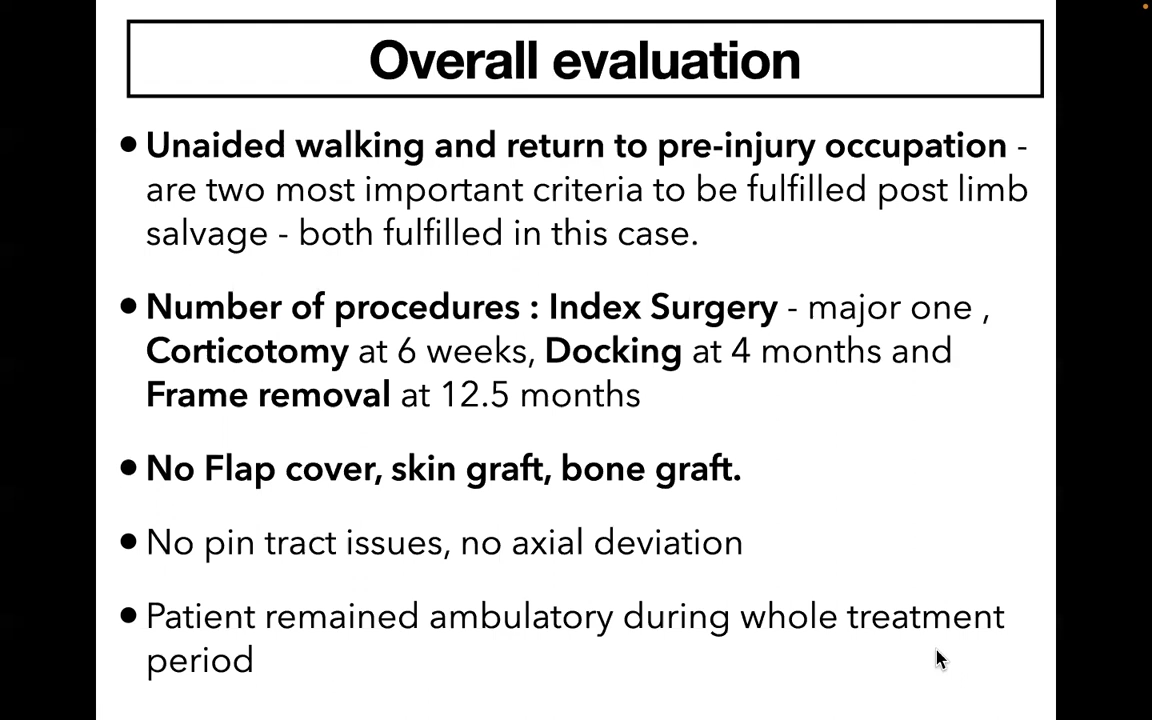 Overall evaluation
• Unaided walking and return to pre-injury occupation -
are two most important criteria to be fulfilled post limb
salvage - both fulfilled in this case.
• Number of procedures : Index Surgery - major one ,
Corticotomy at 6 weeks, Docking at 4 months and
Frame removal at 12.5 months
• No Flap cover, skin graft, bone graft.
• No pin tract issues, no axial deviation
• Patient remained ambulatory during whole treatment
period